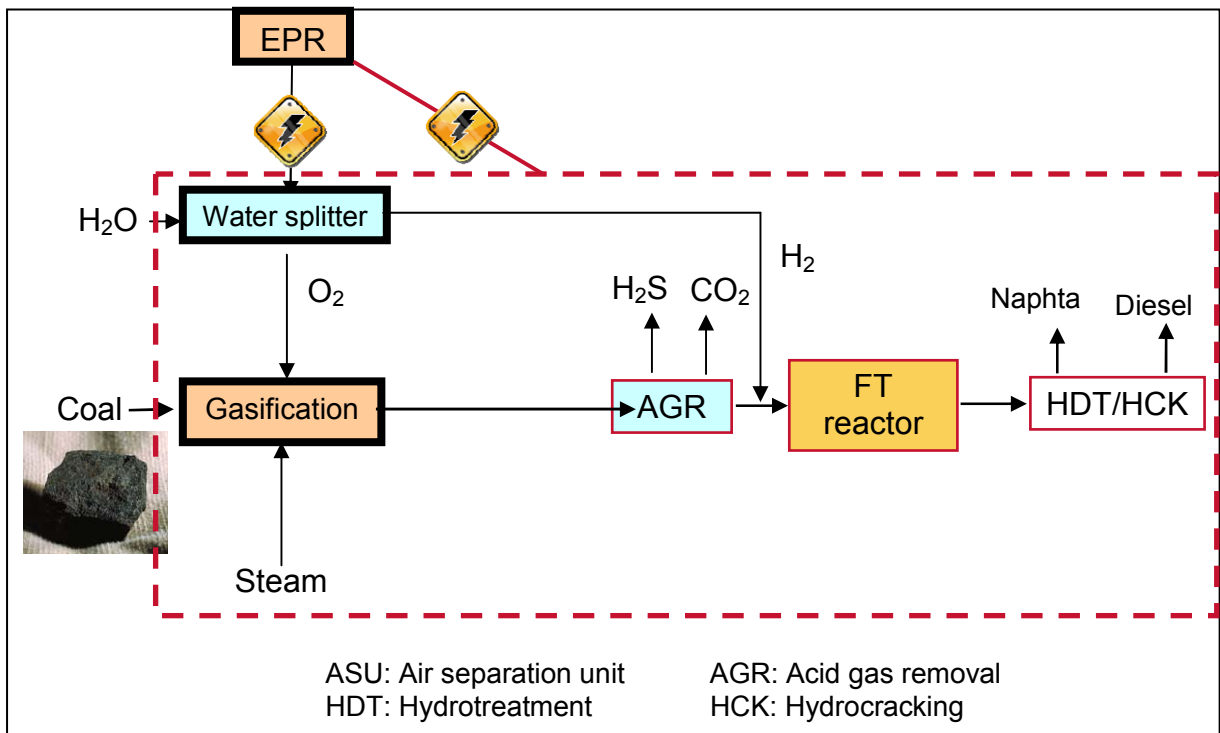 EPR
Water splitter
H₂O
H₂
O₂
H₂S
CO₂
Naphta
Diesel
Coal
Gasification
AGR
FT
reactor
HDT/HCK
Steam
ASU: Air separation unit
AGR: Acid gas removal
HDT: Hydrotreatment
HCK: Hydrocracking